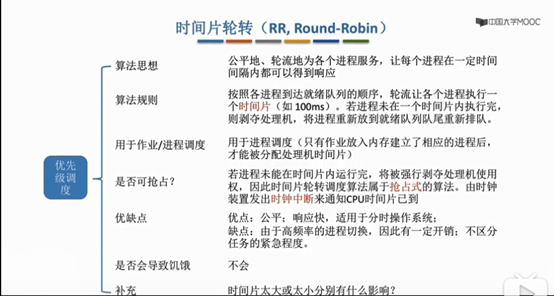 时间片轮转（RR, Round-Robin）
中国大学MOOC
优先
级调
度
算法思想
公平地、轮流地为各个进程服务，让每个进程在一定时间
间隔内都可以得到响应
算法规则
按照各进程到达就绪队列的顺序，轮流让各个进程执行一
个时间片（如 100ms）。若进程未在一个时间片内执行完，
则剥夺处理机，将进程重新放到就绪队列队尾重新排队。
用于作业/进程调度
用于进程调度（只有作业放入内存建立了相应的进程后，
才能被分配处理机时间片）
是否可抢占？
若进程未能在时间片内运行完，将被强行剥夺处理机使用
权，因此时间片轮转调度算法属于抢占式的算法。由时钟
装置发出时钟中断来通知CPU时间片已到
优缺点
优点：公平；响应快，适用于分时操作系统；
缺点：由于高频率的进程切换，因此有一定开销；不区分
任务的紧急程度。
是否会导致饥饿
不会
补充
时间片太大或太小分别有什么影响？